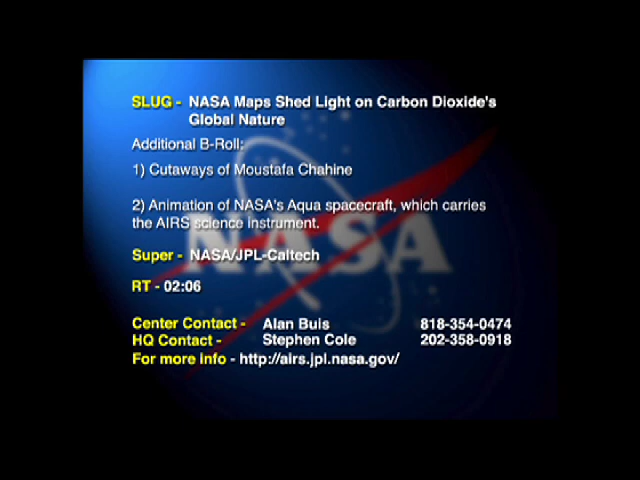 SLUG - NASA Maps Shed Light on Carbon Dioxide's
Global Nature
Additional B-Roll:
1) Cutaways of Moustafa Chahine
2) Animation of NASA's Aqua spacecraft, which carries
the AIRS science instrument.
NASA
Super - NASA/JPL-Caltech
RT - 02:06
Center Contact - Alan Buis 818-354-0474
HQ Contact - Stephen Cole 202-358-0918
For more info - http://airs.jpl.nasa.gov/